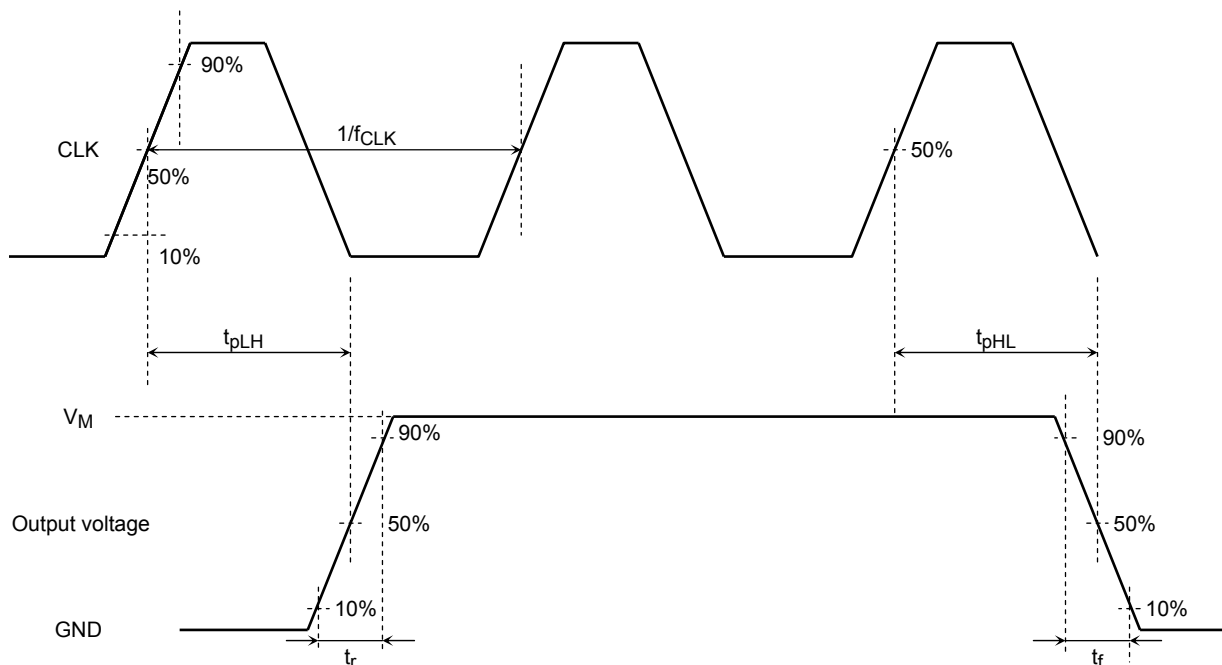 90%
1/fCLK
CLK
50%
50%
10%
tpLH
tpHL
VM
90%
90%
Output voltage
50%
50%
10%
10%
GND
tr
tf